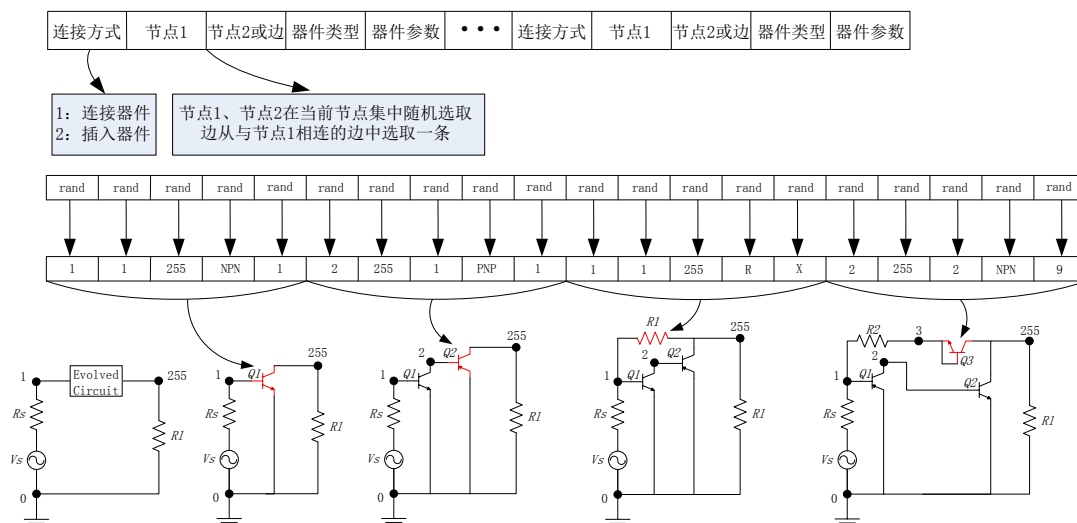 连接方式 节点1 节点2或边 器件类型 器件参数 ••• 连接方式 节点1 节点2或边 器件类型 器件参数
1: 连接器件
2: 插入器件
节点1、节点2在当前节点集中随机选取
边从与节点1相连的边中选取一条
rand rand rand rand rand rand rand rand rand rand rand rand rand rand rand rand rand rand rand rand
1 1 255 NPN 1 2 255 1 PNP 1 1 1 255 R X 2 255 2 NPN 9
1 Evolved Circuit 255
Rs
Rl
Vs
0
255
1 Q1
Rs
Rl
Vs
0
255
2 Q2
1 Q1
Rs
Rl
Vs
0
R1 255
2 Q2
1 Q1
Rs
Rl
Vs
0
R2 3 255
Q3
2
1 Q1 Q2
Rs
Rl
Vs
0